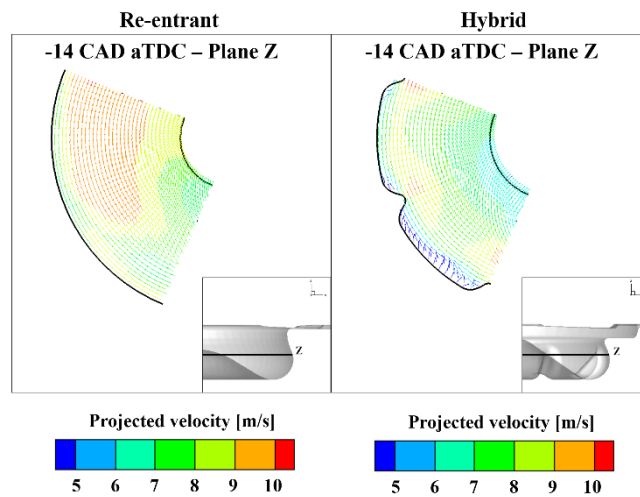 Re-entrant
Hybrid
-14 CAD aTDC – Plane Z
-14 CAD aTDC – Plane Z
Z
Z
Projected velocity [m/s]
Projected velocity [m/s]
5 6 7 8 9 10
5 6 7 8 9 10